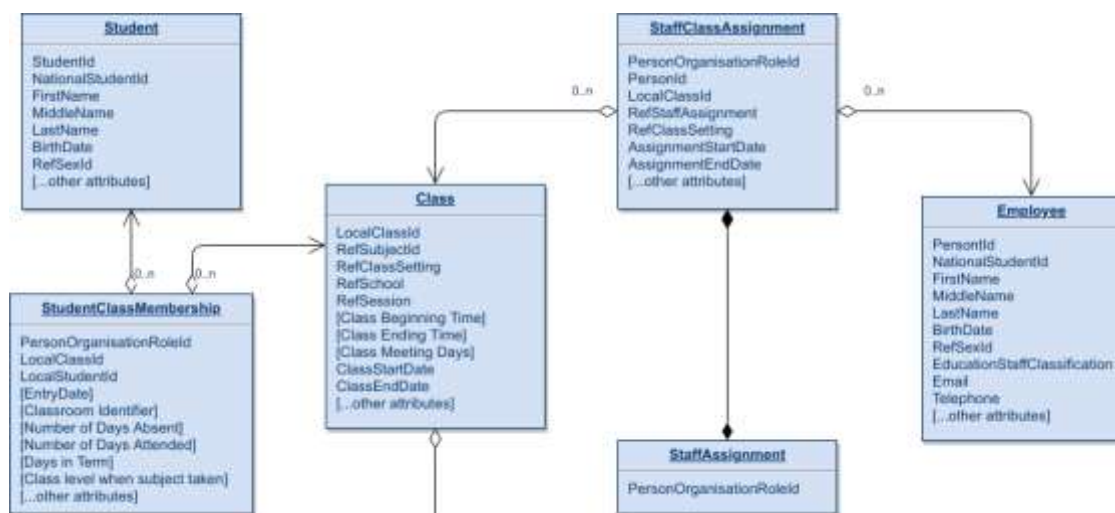 Student
StudentId
NationalStudentId
FirstName
MiddleName
LastName
BirthDate
RefSexId
[...other attributes]
StaffClassAssignment
PersonOrganisationRoleId
PersonId
LocalClassId
RefStaffAssignment
RefClassSetting
AssignmentStartDate
AssignmentEndDate
[...other attributes]
0..n
0..n
Class
LocalClassId
RefSubjectId
RefClassSetting
RefSchool
RefSession
[Class Beginning Time]
[Class Ending Time]
[Class Meeting Days]
ClassStartDate
ClassEndDate
[...other attributes]
Employee
PersontId
NationalStudentId
FirstName
MiddleName
LastName
BirthDate
RefSexId
EducationStaffClassification
Email
Telephone
[...other attributes]
0..n
0..n
StudentClassMembership
PersonOrganisationRoleId
LocalClassId
LocalStudentId
[EntryDate]
[Classroom Identifier]
[Number of Days Absent]
[Number of Days Attended]
[Days in Term]
[Class level when subject taken]
[...other attributes]
StaffAssignment
PersonOrganisationRoleId